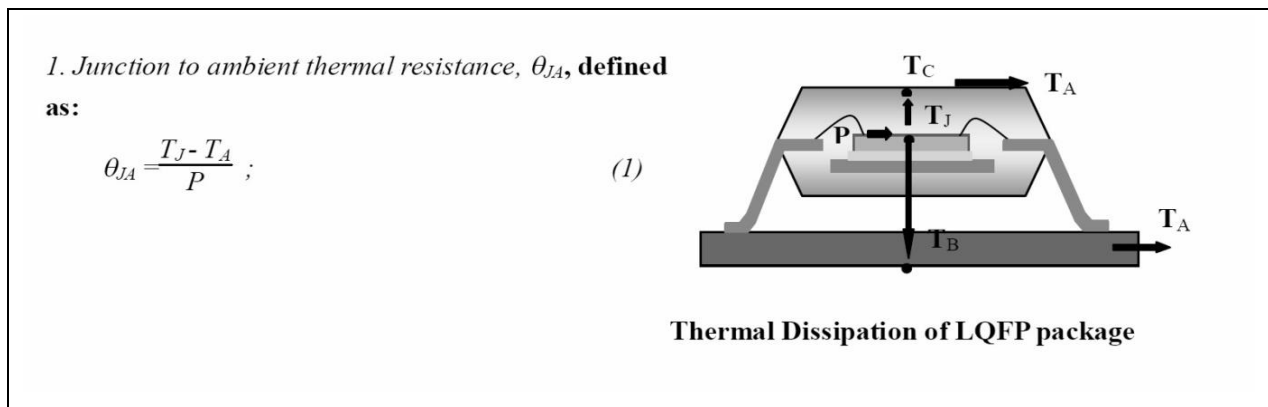 1. Junction to ambient thermal resistance, θJA, defined
as:
θJA = TJ - TA / P ; (1)
TC
TA
TJ
P
TA
TB
Thermal Dissipation of LQFP package